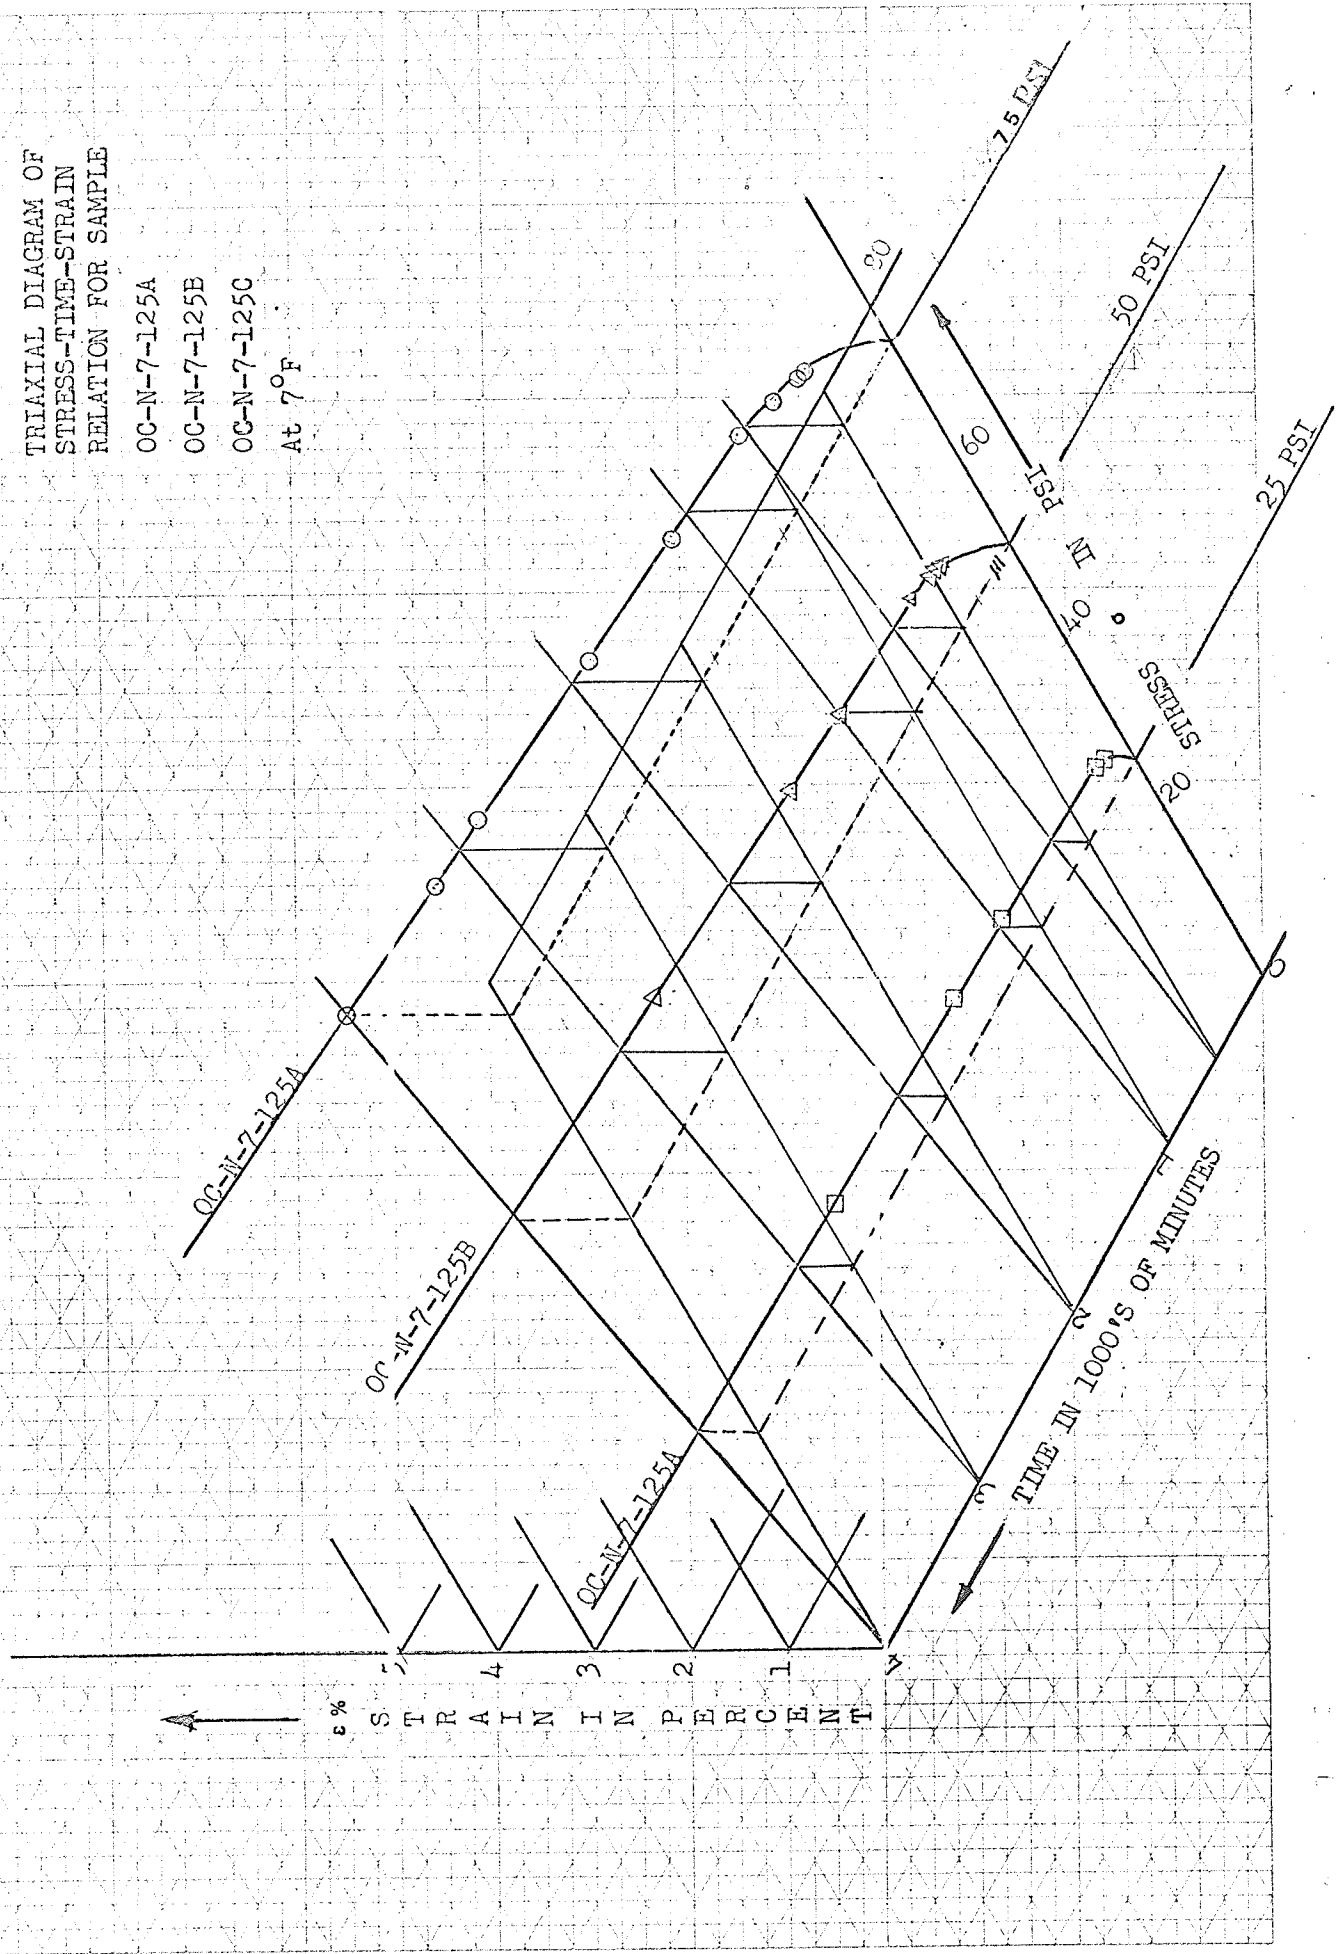 TRIAXIAL DIAGRAM OF
STRESS-TIME-STRAIN
RELATION FOR SAMPLE
OC-N-7-125A
OC-N-7-125B
OC-N-7-125C
At 7°F
OC-N-7-125A
OC-N-7-125B
OC-N-7-125A
ε %
STRAIN IN PERCENT
5
4
3
2
1
4
3
2
1
0
TIME IN 1000'S OF MINUTES
20
40
60
80
STRESS IN PSI
75 PSI
50 PSI
25 PSI